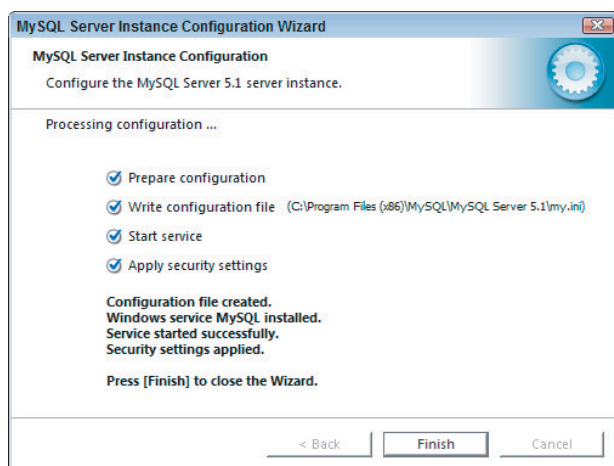 MySQL Server Instance Configuration Wizard
MySQL Server Instance Configuration
Configure the MySQL Server 5.1 server instance.
Processing configuration ...
Prepare configuration
Write configuration file (C:\Program Files (x86)\MySQL\MySQL Server 5.1\my.ini)
Start service
Apply security settings
Configuration file created.
Windows service MySQL installed.
Service started successfully.
Security settings applied.
Press [Finish] to close the Wizard.
< Back Finish Cancel